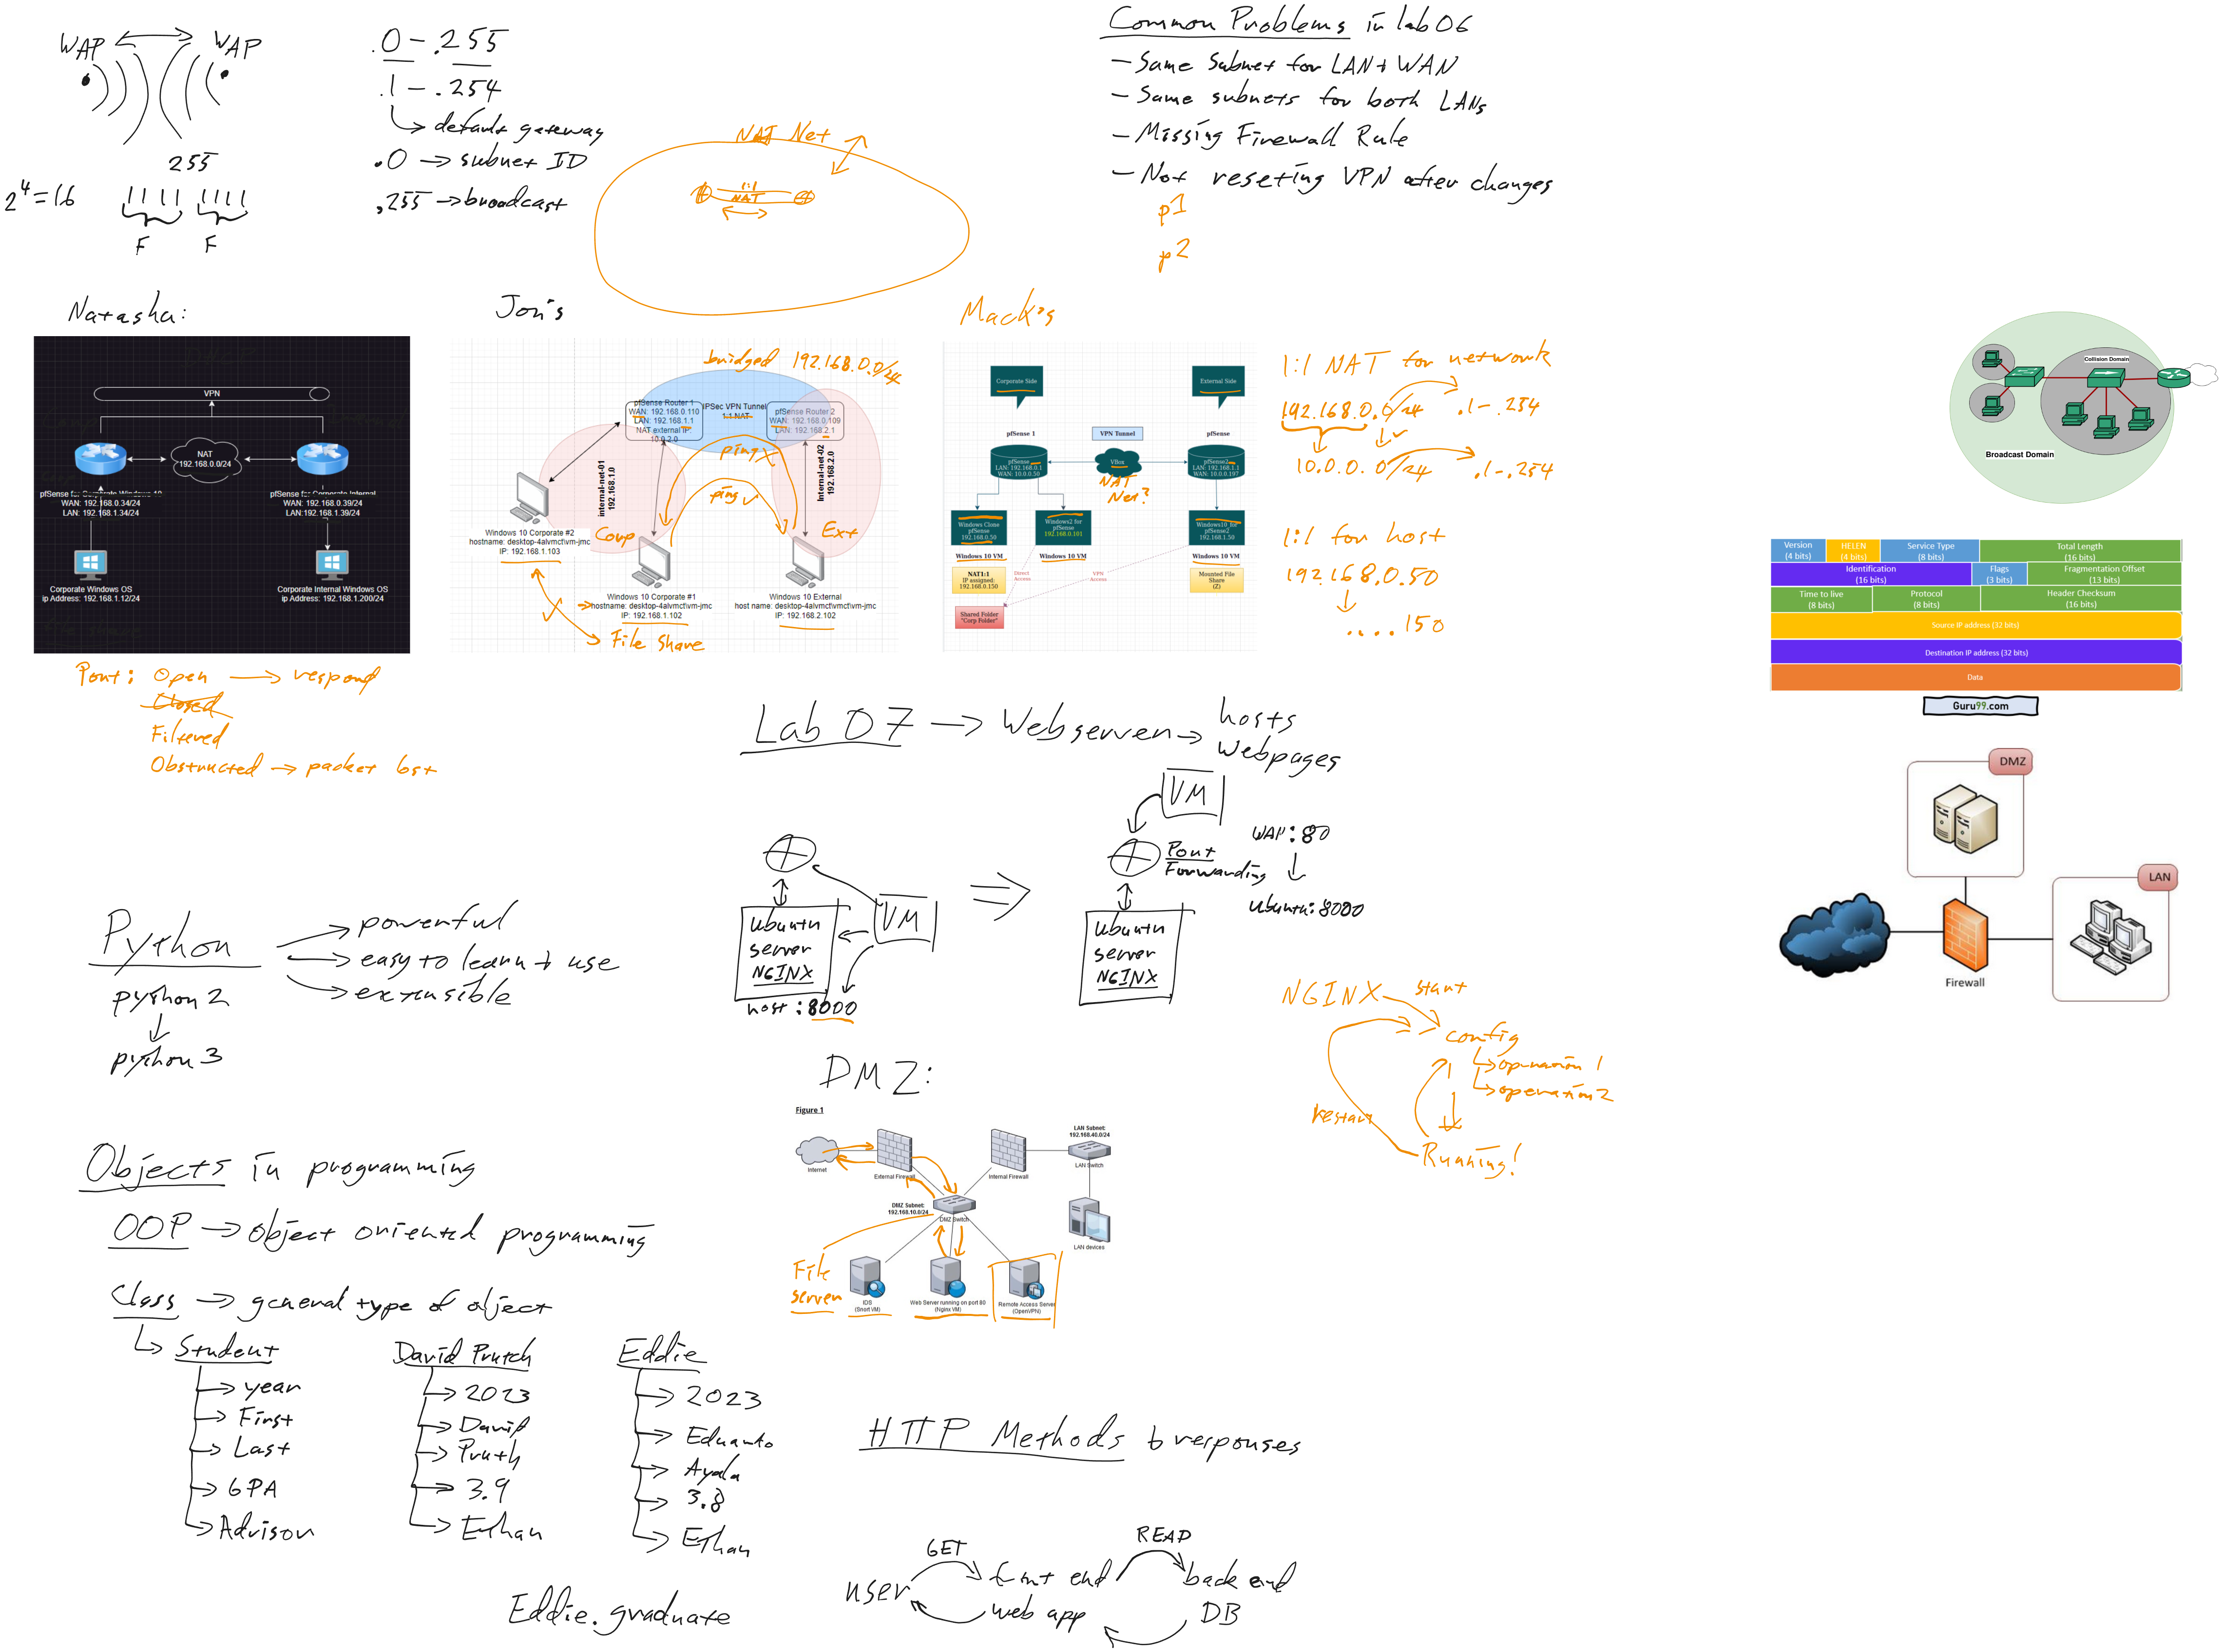 WAP WAP
.0 - .255
.1 - .254
default gateway
.0 → subnet ID
.255 → broadcast
255
2^4 = 16
1111 1111
F F
NAT Net
1:1
NAT
Common Problems in lab 06
- Same Subnet for LAN + WAN
- Same subnets for both LANs
- Missing Firewall Rule
- Not reseting VPN after changes
p1
p2
Natasha:
VPN
NAT
192.168.0.0/24
pfSense for Corporate Windows 10
WAN: 192.168.0.34/24
LAN: 192.168.1.34/24
pfSense for Corporate Internal
WAN: 192.168.0.39/24
LAN:192.168.1.39/24
Corporate Windows OS
ip Address: 192.168.1.12/24
Corporate Internal Windows OS
ip Address: 192.168.1.200/24
Port: Open → respond
Closed
Filtered
Obstructed → packet lost
Jon's
bridged 192.168.0.0/24
pfSense Router 1
WAN: 192.168.0.110
LAN: 192.168.1.1
NAT external IP
10.0.2.0
IPSec VPN Tunnel
1:1 NAT
pfSense Router 2
WAN: 192.168.0.109
LAN: 192.168.2.1
ping X
ping ✓
internal-net-01
192.168.1.0
Internal-net-02
192.168.2.0
Corp
Ext
Windows 10 Corporate #2
hostname: desktop-4alvmct\vm-jmc
IP: 192.168.1.103
Windows 10 Corporate #1
hostname: desktop-4alvmct\vm-jmc
IP: 192.168.1.102
Windows 10 External
host name: desktop-4alvmct\vm-jmc
IP: 192.168.2.102
File Share
Mack's
Corporate Side
External Side
pfSense 1
VPN Tunnel
pfSense
pfSense
LAN: 192.168.0.1
WAN: 10.0.0.50
VBox
pfSense2
LAN: 192.168.1.1
WAN: 10.0.0.197
NAT
Net?
Windows Clone
pfSense
192.168.0.50
Windows2 for
pfSense
192.168.0.101
Windows10 for
pfSense2
192.168.1.50
Windows 10 VM
Windows 10 VM
Windows 10 VM
NAT1:1
IP assigned:
192.168.0.150
Direct
Access
VPN
Access
Mounted File
Share
(Z)
Shared Folder
"Corp Folder"
1:1 NAT for network
192.168.0.0/24 .1-.254
10.0.0.0/24 .1-.254
1:1 for host
192.168.0.50
....150
Collision Domain
Broadcast Domain
Version
(4 bits)
HELEN
(4 bits)
Service Type
(8 bits)
Total Length
(16 bits)
Identification
(16 bits)
Flags
(3 bits)
Fragmentation Offset
(13 bits)
Time to live
(8 bits)
Protocol
(8 bits)
Header Checksum
(16 bits)
Source IP address (32 bits)
Destination IP address (32 bits)
Data
Guru99.com
DMZ
LAN
Firewall
Lab 07 → Webserver → hosts
webpages
VM
Ubuntu
server
NGINX
host:8000
VM
Port
Forwarding
WAN:80
Ubuntu:8000
Ubuntu
server
NGINX
NGINX start
config
operation 1
operation 2
Restart
Running!
Python
powerful
easy to learn + use
extensible
python 2
python 3
DMZ:
Figure 1
Internet
External Firewall
Internal Firewall
LAN Subnet:
192.168.40.0/24
LAN Switch
DMZ Subnet:
192.168.10.0/24
DMZ Switch
LAN devices
File
server
IDS
(Snort VM)
Web Server running on port 80
(Nginx VM)
Remote Access Server
(OpenVPN)
Objects in programming
OOP → object oriented programming
Class → general type of object
Student
year
First
Last
GPA
Advisor
David Prutch
2023
David
Pruth
3.9
Ethan
Eddie
2023
Eduardo
Ayala
3.8
Ethan
Eddie.graduate
HTTP Methods & responses
user GET front end READ back end
web app DB